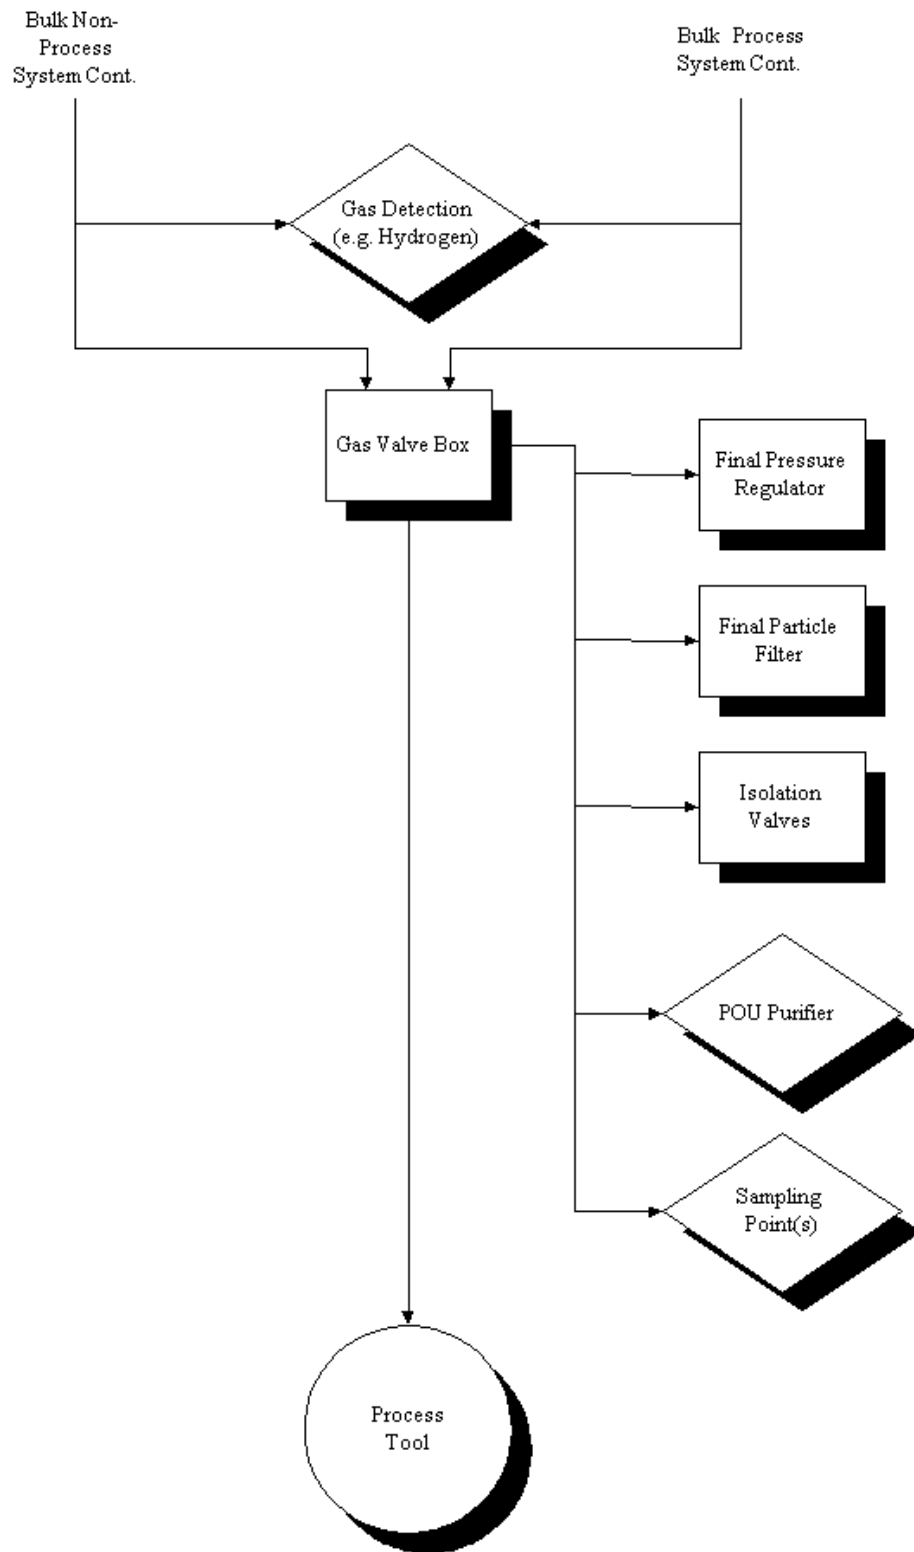 Bulk Non-
Process
System Cont.
Bulk Process
System Cont.
Gas Detection
(e.g. Hydrogen)
Gas Valve Box
Final Pressure
Regulator
Final Particle
Filter
Isolation
Valves
POU Purifier
Sampling
Point(s)
Process
Tool